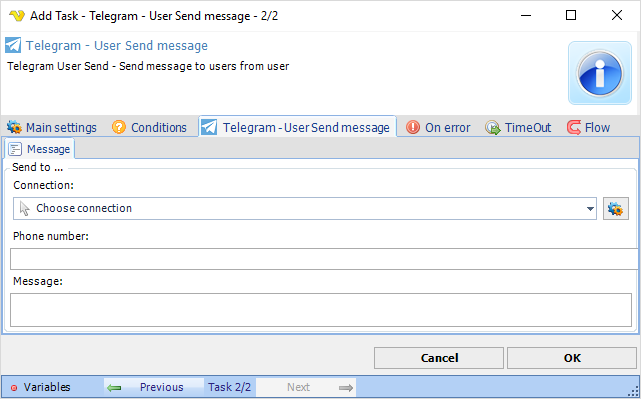 Add Task - Telegram - User Send message - 2/2
Telegram - User Send message
Telegram User Send - Send message to users from user
Main settings Conditions Telegram - User Send message On error TimeOut Flow
Message
Send to ...
Connection:
Choose connection
Phone number:
Message:
Cancel OK
Variables Previous Task 2/2 Next